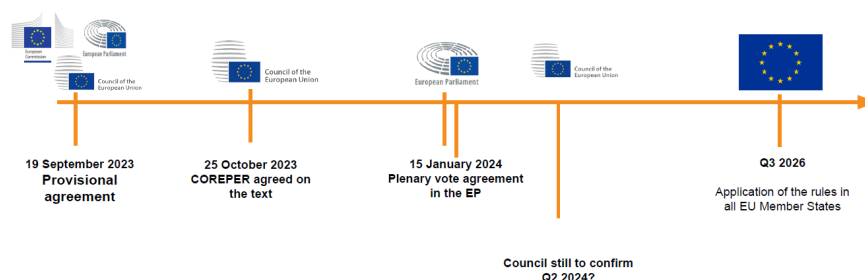 European
Commission
European Parliament
Council of the
European Union
Council of the
European Union
European Parliament
Council of the
European Union
19 September 2023
Provisional
agreement
25 October 2023
COREPER agreed on
the text
15 January 2024
Plenary vote agreement
in the EP
Q3 2026
Application of the rules in
all EU Member States
Council still to confirm
Q2 2024?